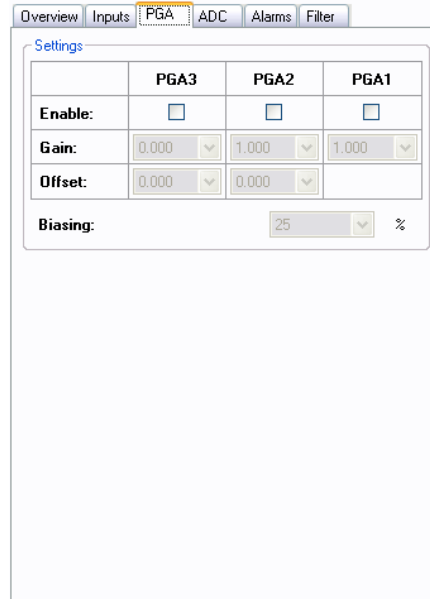 Overview Inputs PGA ADC Alarms Filter
Settings
PGA3 PGA2 PGA1
Enable:
Gain: 0.000 1.000 1.000
Offset: 0.000 0.000
Biasing: 25 %